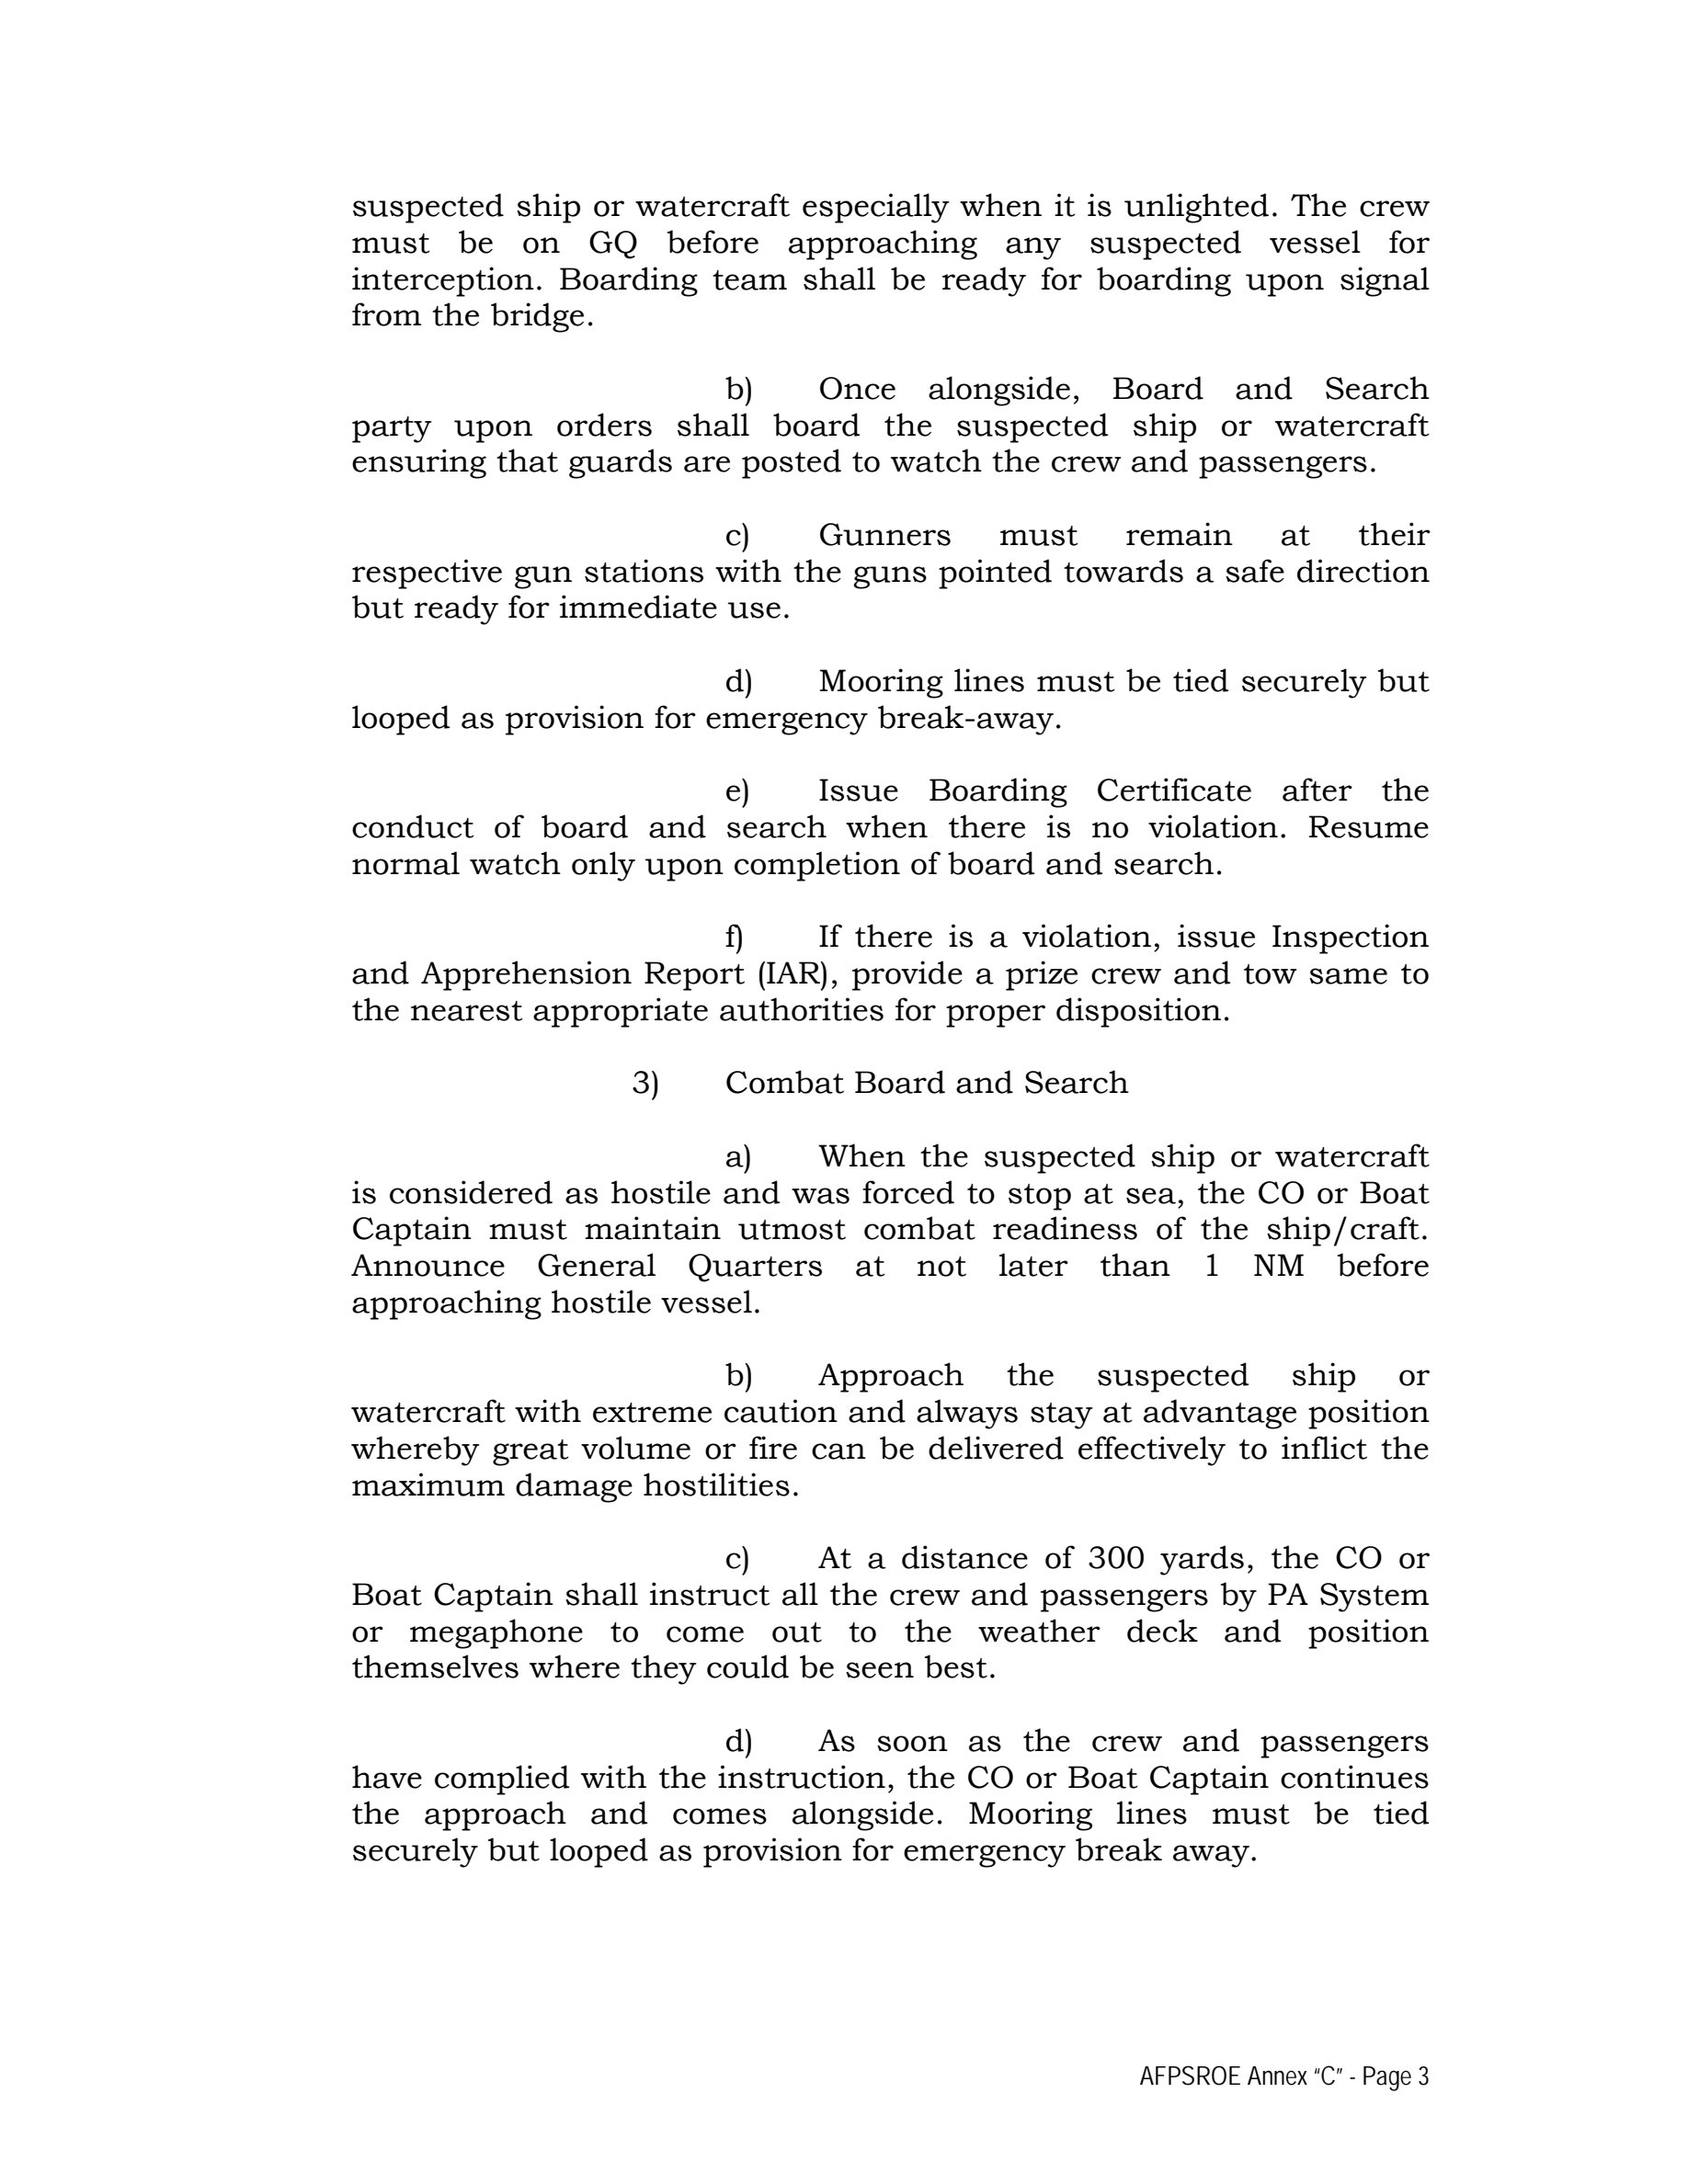 suspected ship or watercraft especially when it is unlighted. The crew
must be on GQ before approaching any suspected vessel for
interception. Boarding team shall be ready for boarding upon signal
from the bridge.
b) Once alongside, Board and Search
party upon orders shall board the suspected ship or watercraft
ensuring that guards are posted to watch the crew and passengers.
c) Gunners must remain at their
respective gun stations with the guns pointed towards a safe direction
but ready for immediate use.
d) Mooring lines must be tied securely but
looped as provision for emergency break-away.
e) Issue Boarding Certificate after the
conduct of board and search when there is no violation. Resume
normal watch only upon completion of board and search.
f) If there is a violation, issue Inspection
and Apprehension Report (IAR), provide a prize crew and tow same to
the nearest appropriate authorities for proper disposition.
3) Combat Board and Search
a) When the suspected ship or watercraft
is considered as hostile and was forced to stop at sea, the CO or Boat
Captain must maintain utmost combat readiness of the ship/craft.
Announce General Quarters at not later than 1 NM before
approaching hostile vessel.
b) Approach the suspected ship or
watercraft with extreme caution and always stay at advantage position
whereby great volume or fire can be delivered effectively to inflict the
maximum damage hostilities.
c) At a distance of 300 yards, the CO or
Boat Captain shall instruct all the crew and passengers by PA System
or megaphone to come out to the weather deck and position
themselves where they could be seen best.
d) As soon as the crew and passengers
have complied with the instruction, the CO or Boat Captain continues
the approach and comes alongside. Mooring lines must be tied
securely but looped as provision for emergency break away.
AFPSROE Annex “C” - Page 3